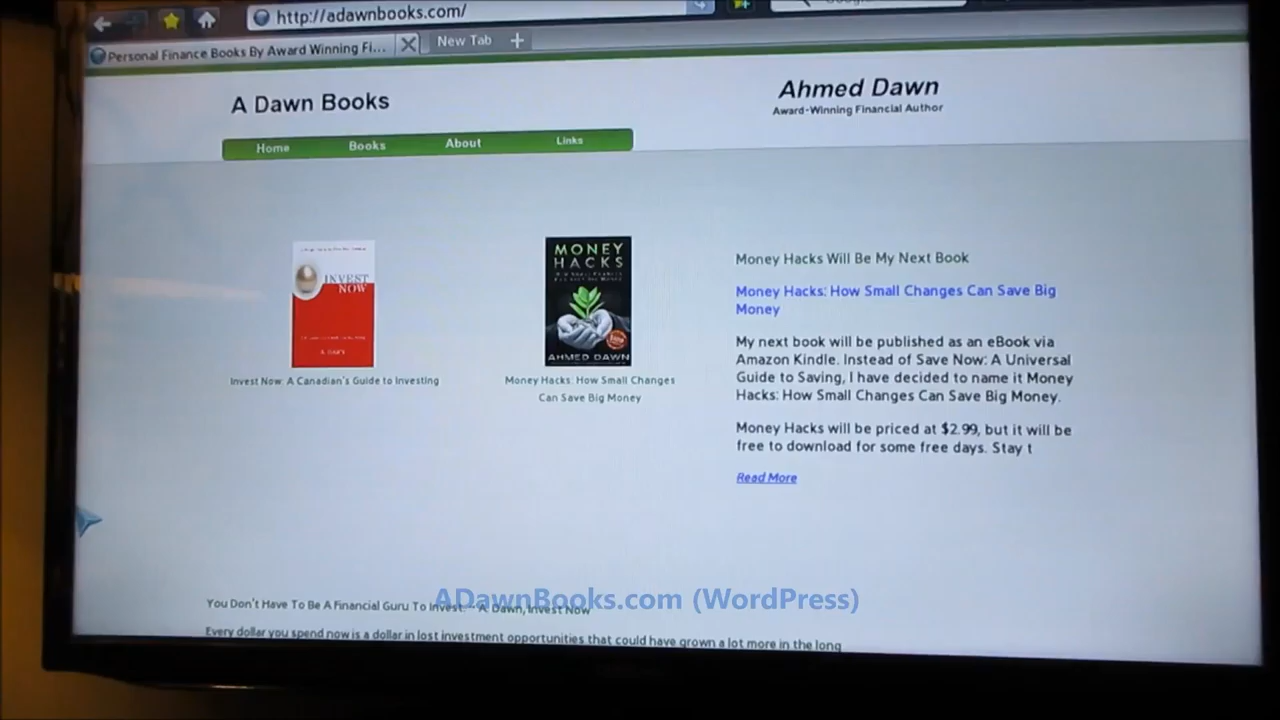 http://adawnbooks.com/
Personal Finance Books By Award Winning Fi...
New Tab +
A Dawn Books
Ahmed Dawn
Award-Winning Financial Author
Home Books About Links
INVEST
NOW
A DAWN
MONEY
HACKS
AHMED DAWN
Invest Now: A Canadian's Guide to Investing
Money Hacks: How Small Changes
Can Save Big Money
Money Hacks Will Be My Next Book
Money Hacks: How Small Changes Can Save Big
Money
My next book will be published as an eBook via
Amazon Kindle. Instead of Save Now: A Universal
Guide to Saving, I have decided to name it Money
Hacks: How Small Changes Can Save Big Money.
Money Hacks will be priced at $2.99, but it will be
free to download for some free days. Stay t
Read More
You Don't Have To Be A Financial Guru To Invest. - A. Dawn, Invest Now
ADawnBooks.com (WordPress)
Every dollar you spend now is a dollar in lost investment opportunities that could have grown a lot more in the long